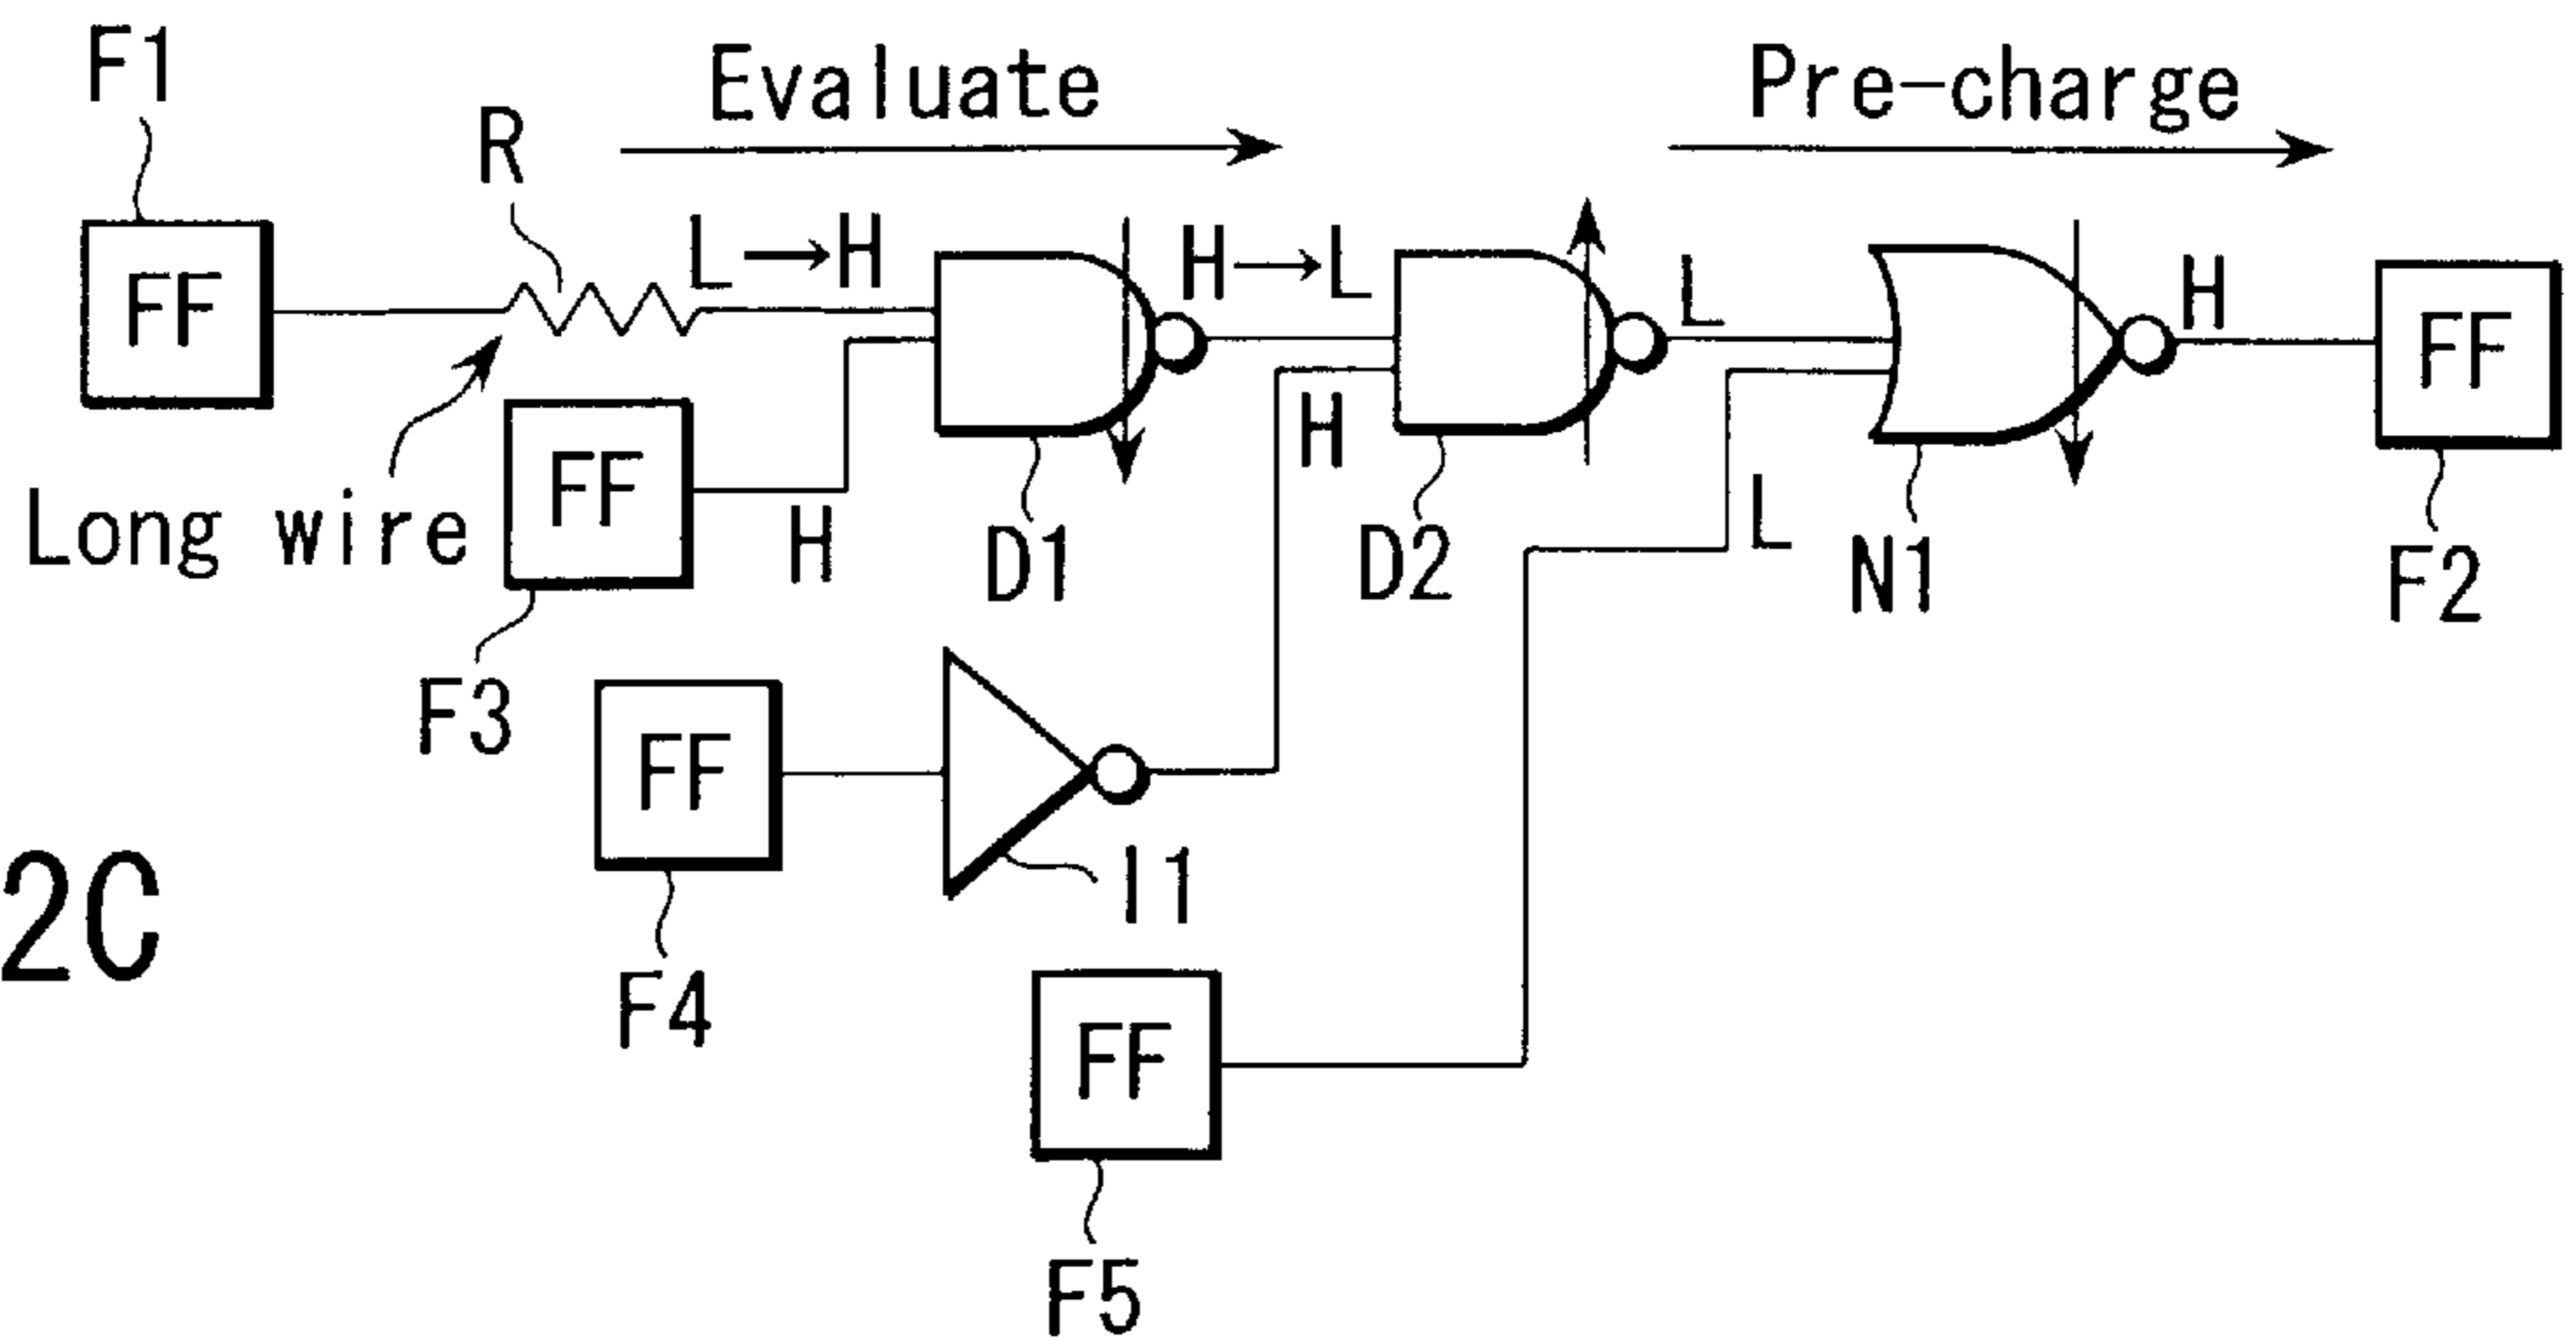 F1
Evaluate
Pre-charge
R
L→H
H→L
L
H
FF
FF
Long wire
FF
H
H
L
D1
D2
N1
F2
F3
FF
I1
F4
2C
FF
F5